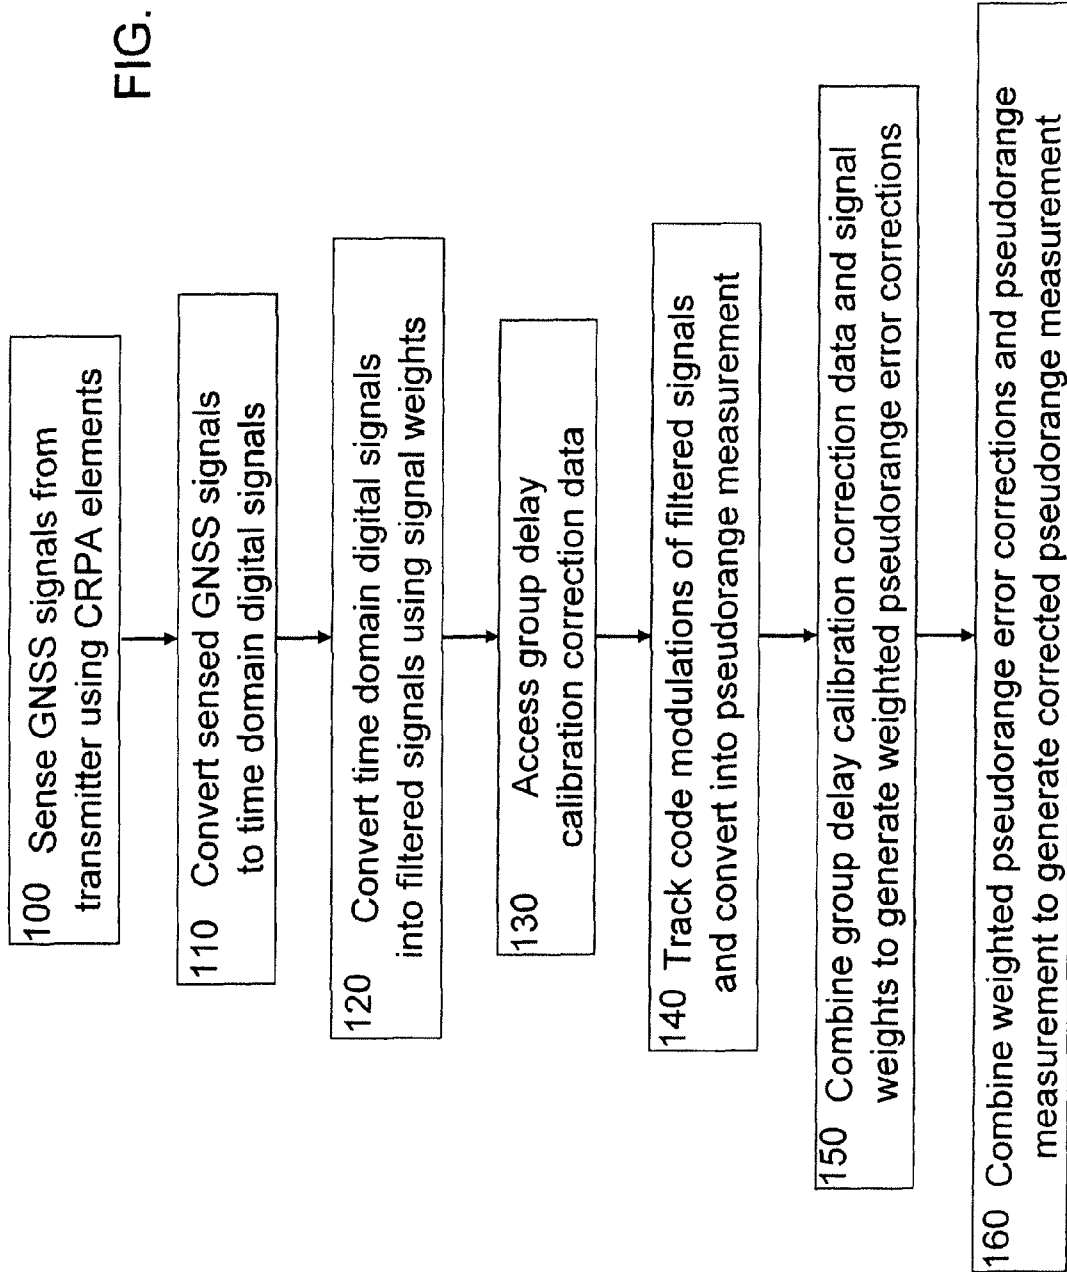 FIG.
100 Sense GNSS signals from
transmitter using CRPA elements
110 Convert sensed GNSS signals
to time domain digital signals
120 Convert time domain digital signals
into filtered signals using signal weights
130 Access group delay
calibration correction data
140 Track code modulations of filtered signals
and convert into pseudorange measurement
150 Combine group delay calibration correction data and signal
weights to generate weighted pseudorange error corrections
160 Combine weighted pseudorange error corrections and pseudorange
measurement to generate corrected pseudorange measurement